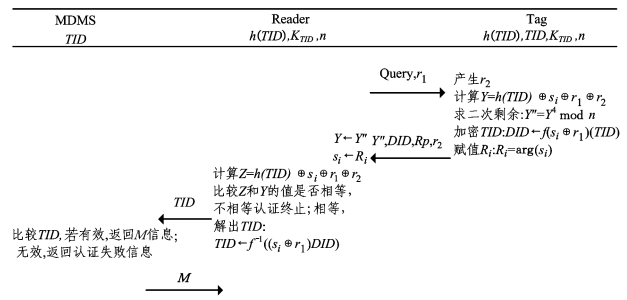 MDMS Reader Tag
TID h(TID),K_TID,n h(TID),TID,K_TID,n
Query,r₁
产生r₂
计算Y=h(TID) ⊕sᵢ⊕r₁⊕r₂
求二次剩余:Y″=Y⁴ mod n
加密TID:DID←f(sᵢ⊕r₁)(TID)
赋值Rᵢ:Rᵢ=arg(sᵢ)
Y←Y″ Y″,DID,Rp,r₂
sᵢ←Rᵢ
计算Z=h(TID) ⊕sᵢ⊕r₁⊕r₂
比较Z和Y的值是否相等,
不相等认证终止;相等,
解出TID:
TID←f⁻¹((sᵢ⊕r₁)DID)
TID
比较TID,若有效,返回M信息;
无效,返回认证失败信息
M